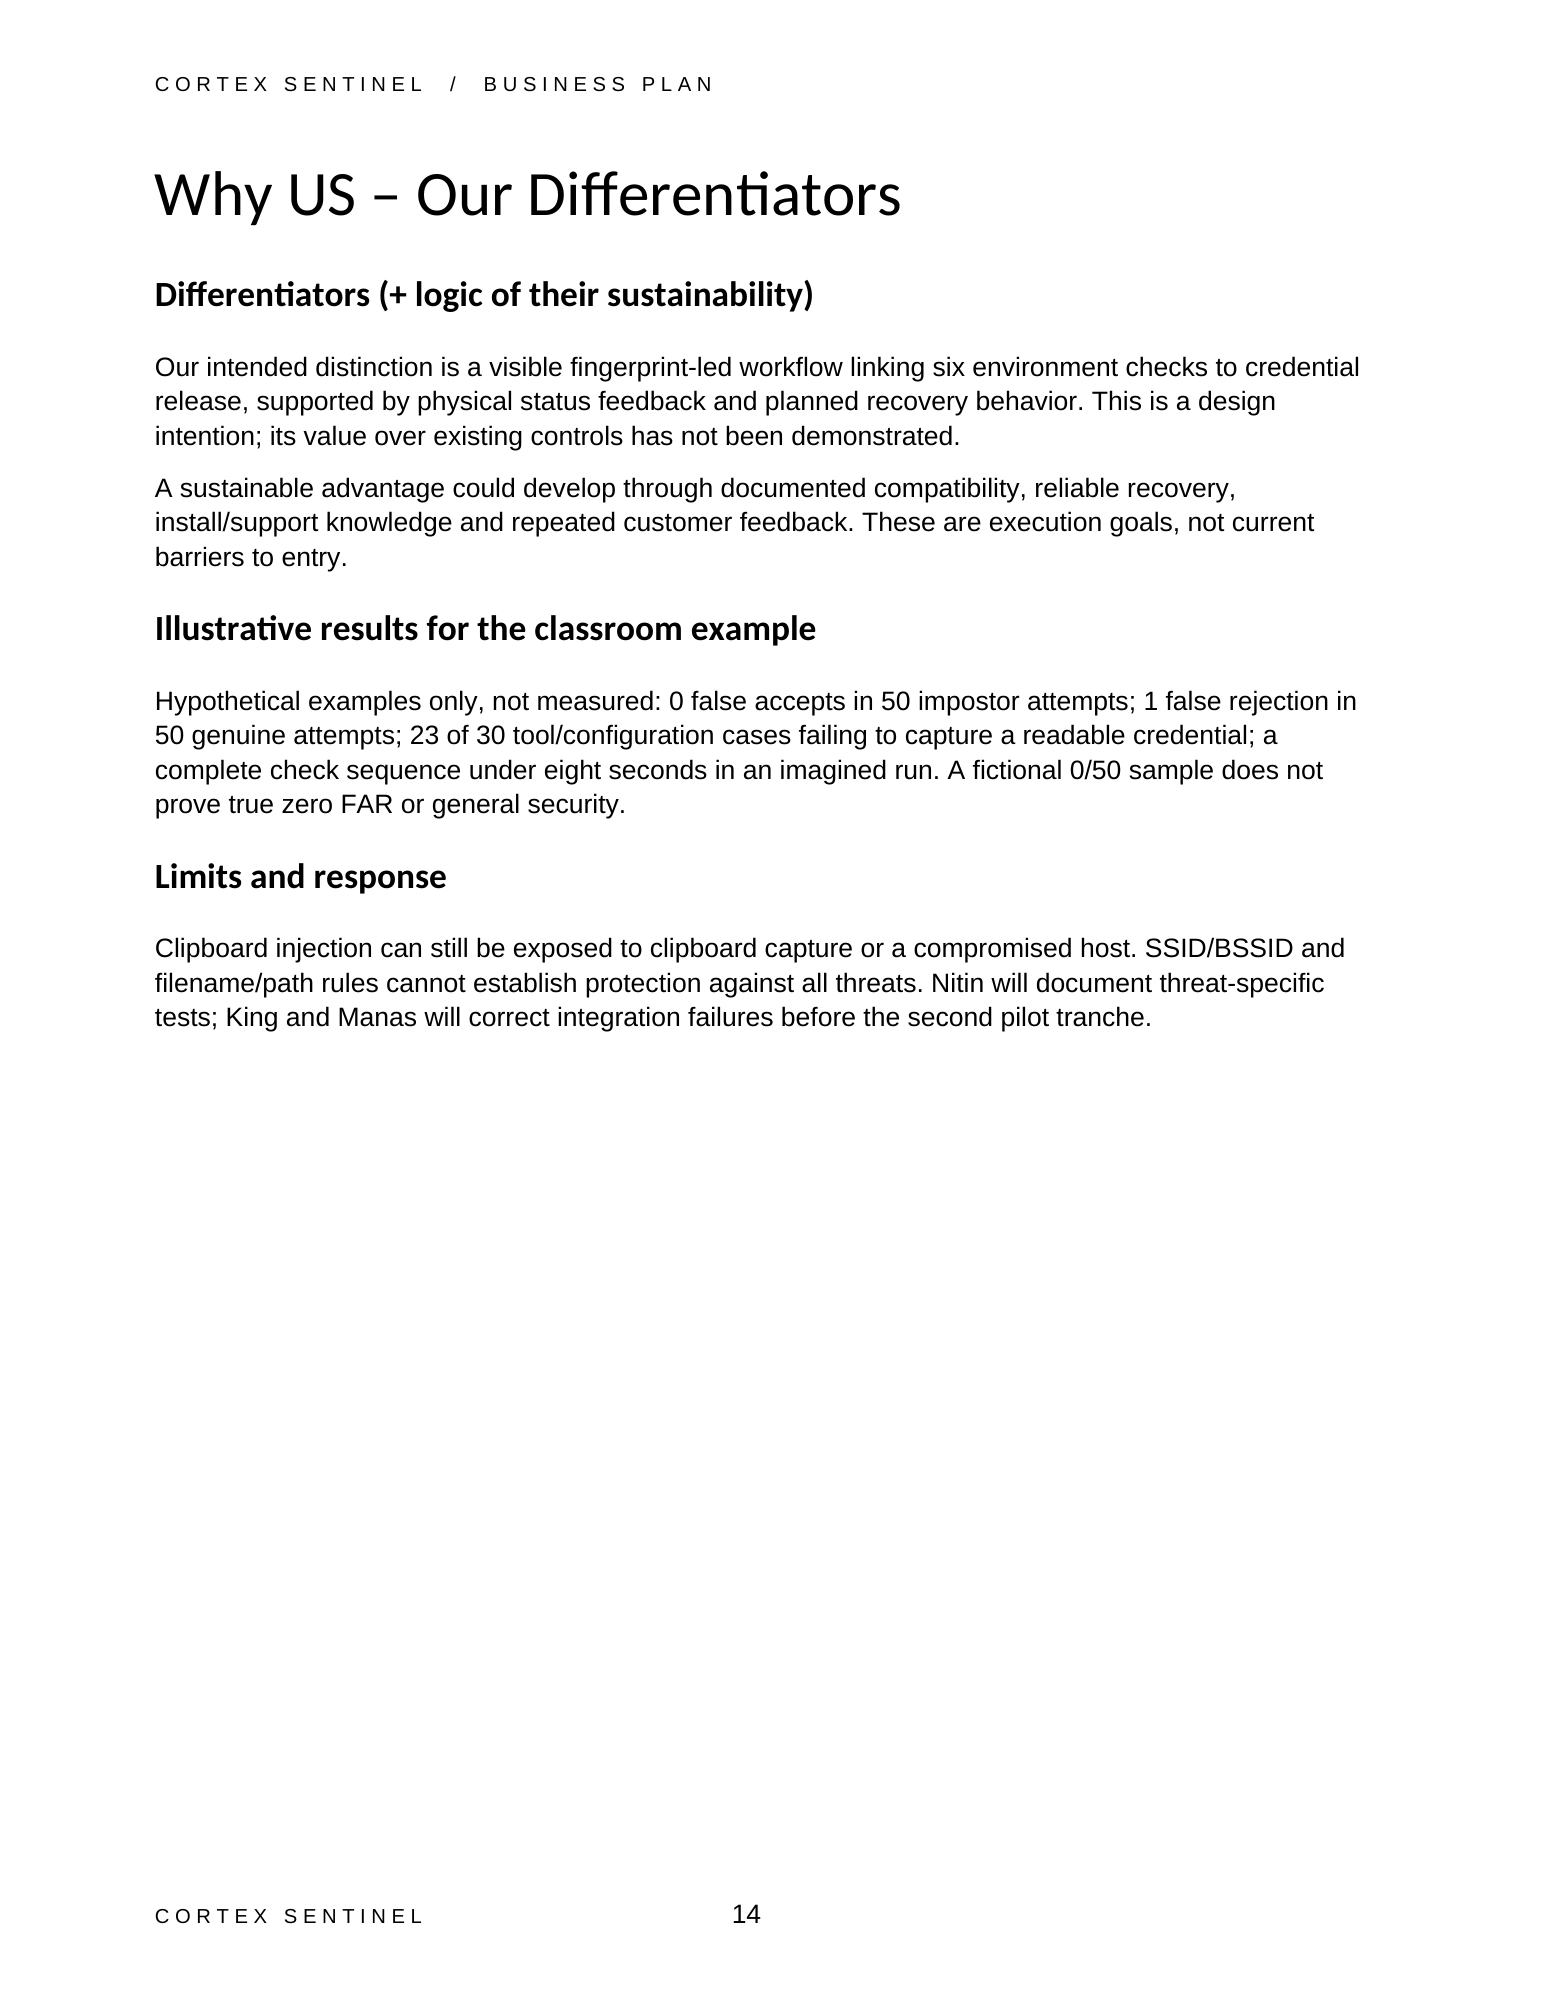 CORTEX SENTINEL / BUSINESS PLAN
Why US – Our Differentiators
Differentiators (+ logic of their sustainability)
Our intended distinction is a visible fingerprint-led workflow linking six environment checks to credential
release, supported by physical status feedback and planned recovery behavior. This is a design
intention; its value over existing controls has not been demonstrated.
A sustainable advantage could develop through documented compatibility, reliable recovery,
install/support knowledge and repeated customer feedback. These are execution goals, not current
barriers to entry.
Illustrative results for the classroom example
Hypothetical examples only, not measured: 0 false accepts in 50 impostor attempts; 1 false rejection in
50 genuine attempts; 23 of 30 tool/configuration cases failing to capture a readable credential; a
complete check sequence under eight seconds in an imagined run. A fictional 0/50 sample does not
prove true zero FAR or general security.
Limits and response
Clipboard injection can still be exposed to clipboard capture or a compromised host. SSID/BSSID and
filename/path rules cannot establish protection against all threats. Nitin will document threat-specific
tests; King and Manas will correct integration failures before the second pilot tranche.
CORTEX SENTINEL 14